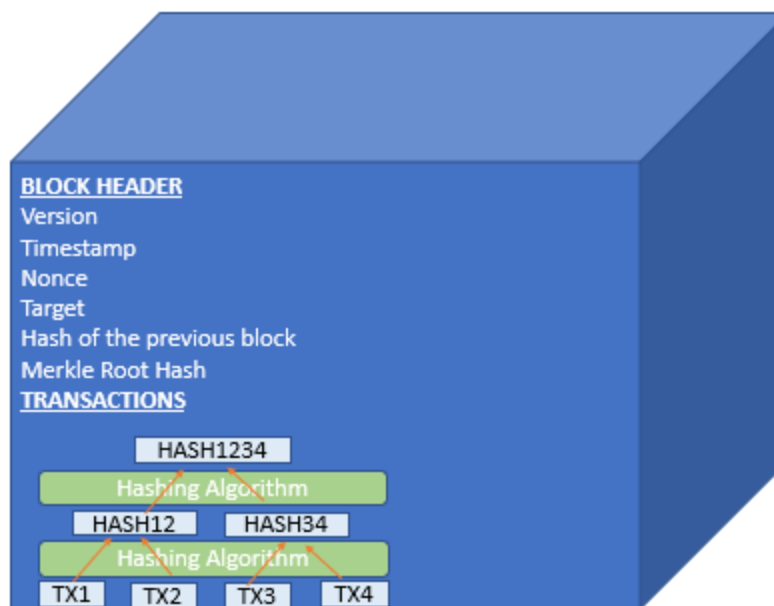 BLOCK HEADER
Version
Timestamp
Nonce
Target
Hash of the previous block
Merkle Root Hash
TRANSACTIONS
HASH1234
Hashing Algorithm
HASH12 HASH34
Hashing Algorithm
TX1 TX2 TX3 TX4